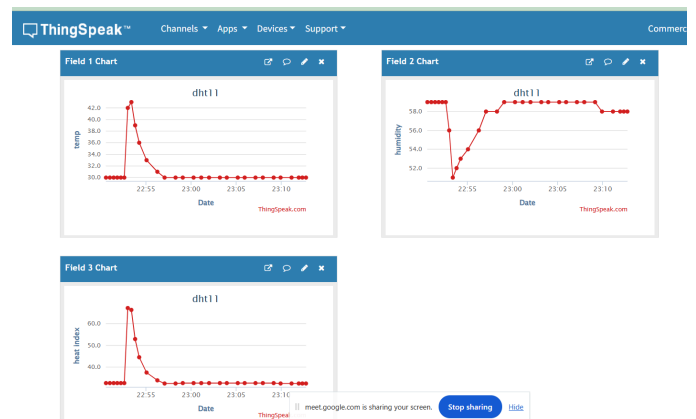 ThingSpeak™ Channels Apps Devices Support Commerc
Field 1 Chart
dht11
temp
42.0
40.0
38.0
36.0
34.0
32.0
30.0
22:55 23:00 23:05 23:10
Date
ThingSpeak.com
Field 2 Chart
dht11
humidity
58.0
56.0
54.0
52.0
22:55 23:00 23:05 23:10
Date
ThingSpeak.com
Field 3 Chart
dht11
heat index
60.0
50.0
40.0
22:55 23:00 23:05 23:10
Date
ThingSpeal
meet.google.com is sharing your screen. Stop sharing Hide